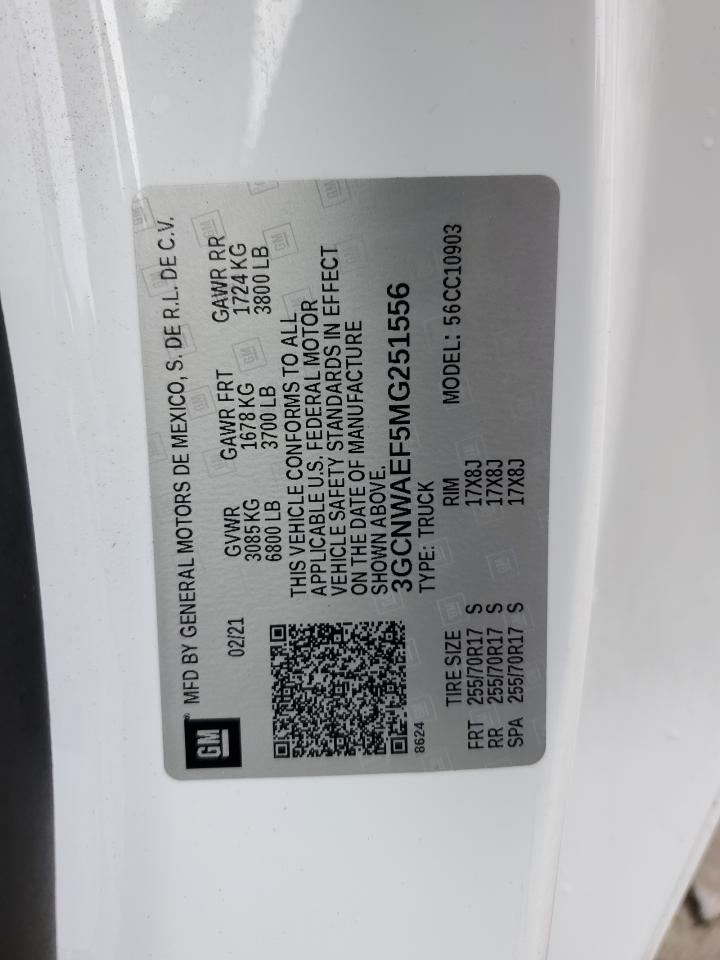 GM
MFD BY GENERAL MOTORS DE MEXICO, S. DE R.L. DE C.V.
02/21 GVWR GAWR FRT GAWR RR
3085 KG 1678 KG 1724 KG
6800 LB 3700 LB 3800 LB
THIS VEHICLE CONFORMS TO ALL
APPLICABLE U.S. FEDERAL MOTOR
VEHICLE SAFETY STANDARDS IN EFFECT
ON THE DATE OF MANUFACTURE
SHOWN ABOVE.
3GCNWAEF5MG251556
8624
TYPE: TRUCK MODEL: 56CC10903
TIRE SIZE RIM
FRT 255/70R17 S 17X8J
RR 255/70R17 S 17X8J
SPA 255/70R17 S 17X8J